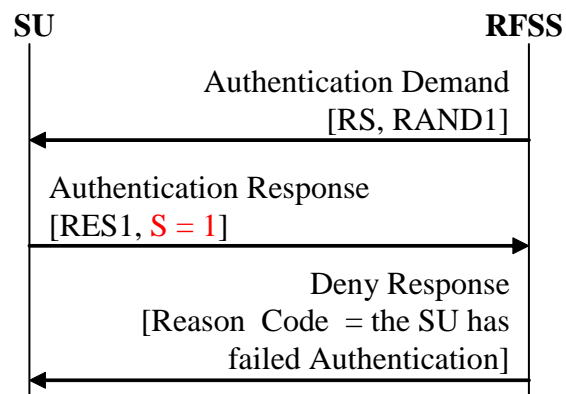 SU
RFSS
Authentication Demand
[RS, RAND1]
Authentication Response
[RES1, S = 1]
Deny Response
[Reason Code = the SU has
failed Authentication]